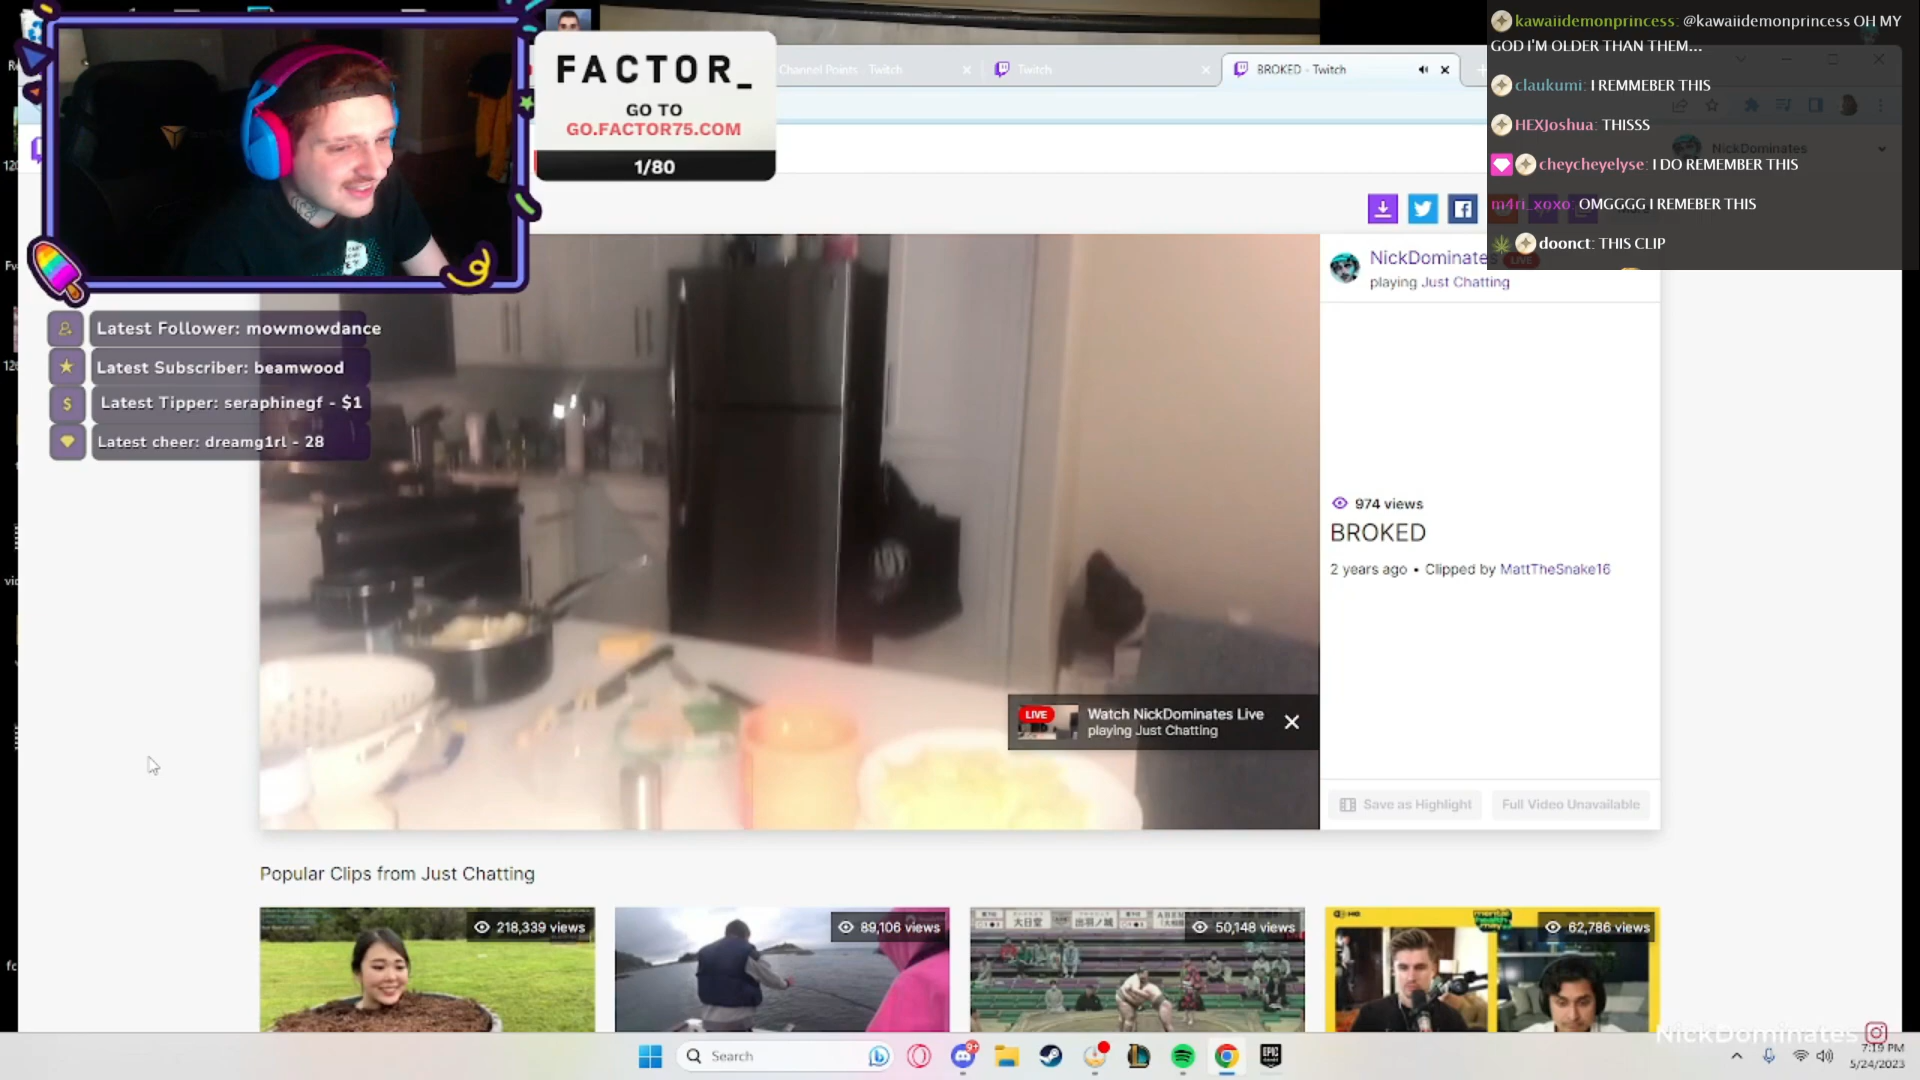 FACTOR_
GO TO
GO.FACTOR75.COM
1/80
Channel Points - Twitch
Twitch
BROKED - Twitch
kawaiidemonprincess: @kawaiidemonprincess OH MY
GOD I'M OLDER THAN THEM...
claukumi: I REMMEBER THIS
HEXJoshua: THISSS
NickDominates
cheycheyelyse: I DO REMEMBER THIS
m4ri_xoxo: OMGGGG I REMEBER THIS
doonct: THIS CLIP
NickDominates LIVE
playing Just Chatting
Latest Follower: mowmowdance
Latest Subscriber: beamwood
Latest Tipper: seraphinegf - $1
Latest cheer: dreamg1rl - 28
974 views
BROKED
2 years ago • Clipped by MattTheSnake16
LIVE
Watch NickDominates Live
playing Just Chatting
Save as Highlight
Full Video Unavailable
Popular Clips from Just Chatting
218,339 views
89,106 views
50,148 views
62,786 views
NickDominates
Search
9+
EPIC
7:19 PM
5/24/2023